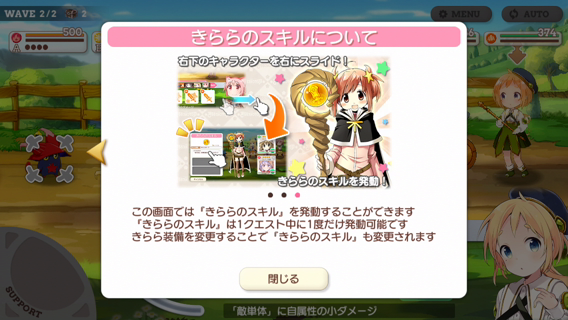 WAVE 2/2
2
MENU
AUTO
500
374
きららのスキルについて
右下のキャラクターを右にスライド!
きららのスキルを発動!
この画面では「きららのスキル」を発動することができます
「きららのスキル」は1クエスト中に1度だけ発動可能です
きらら装備を変更することで「きららのスキル」も変更されます
閉じる
SUPPORT
「敵単体」に自属性の小ダメージ